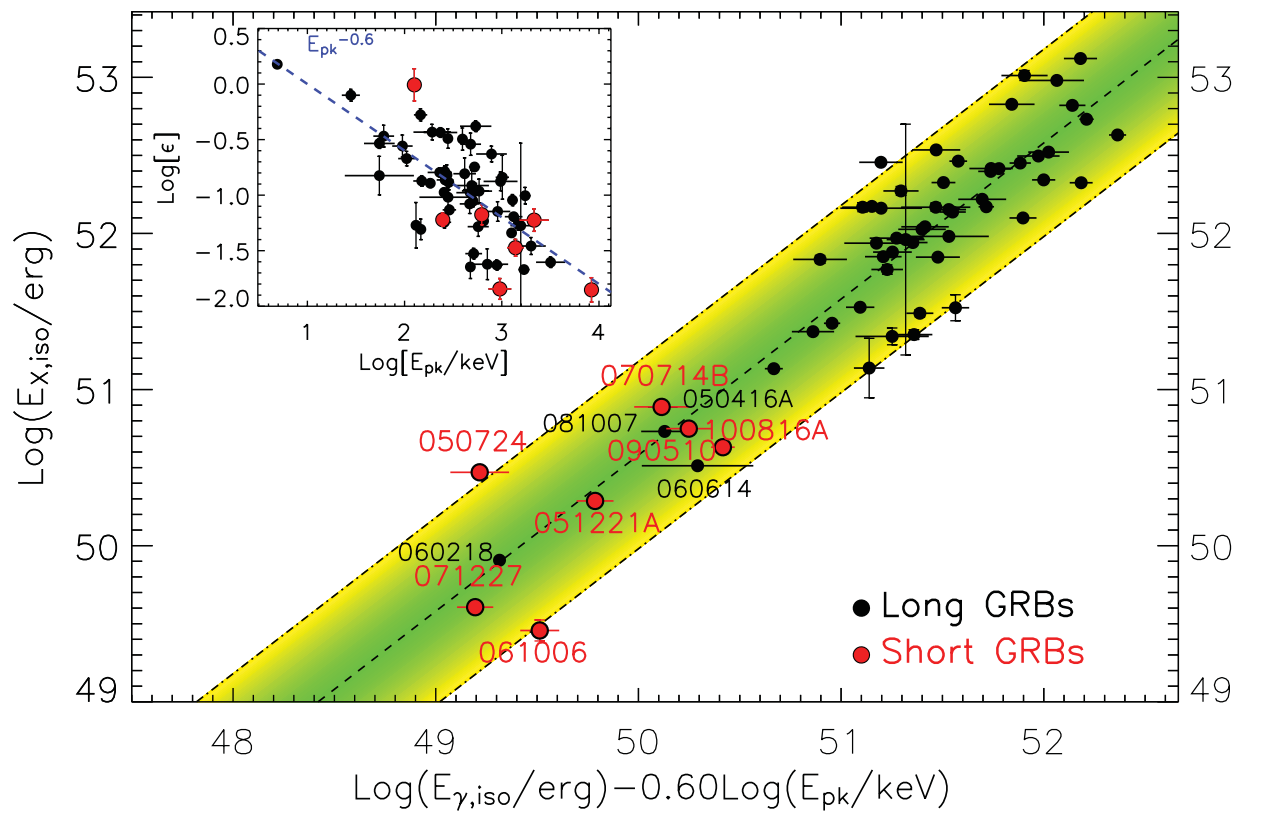 53
52
51
50
49
53
52
51
50
49
48 49 50 51 52
Log(E_X,iso/erg)
Log(E_γ,iso/erg)−0.60Log(E_pk/keV)
0.5
0.0
−0.5
−1.0
−1.5
−2.0
1 2 3 4
Log[ϵ]
Log[E_pk/keV]
E_pk^−0.6
070714B
050416A
081007
100816A
050724
090510
060614
051221A
060218
071227
061006
Long GRBs
Short GRBs